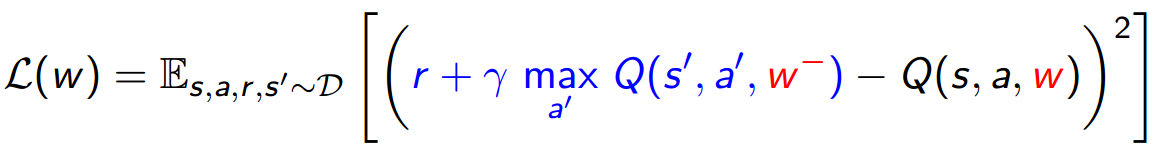 ℒ(w) = 𝔼_{s,a,r,s′∼𝒟} [ ( r + γ max_{a′} Q(s′, a′, w⁻) − Q(s, a, w) )² ]